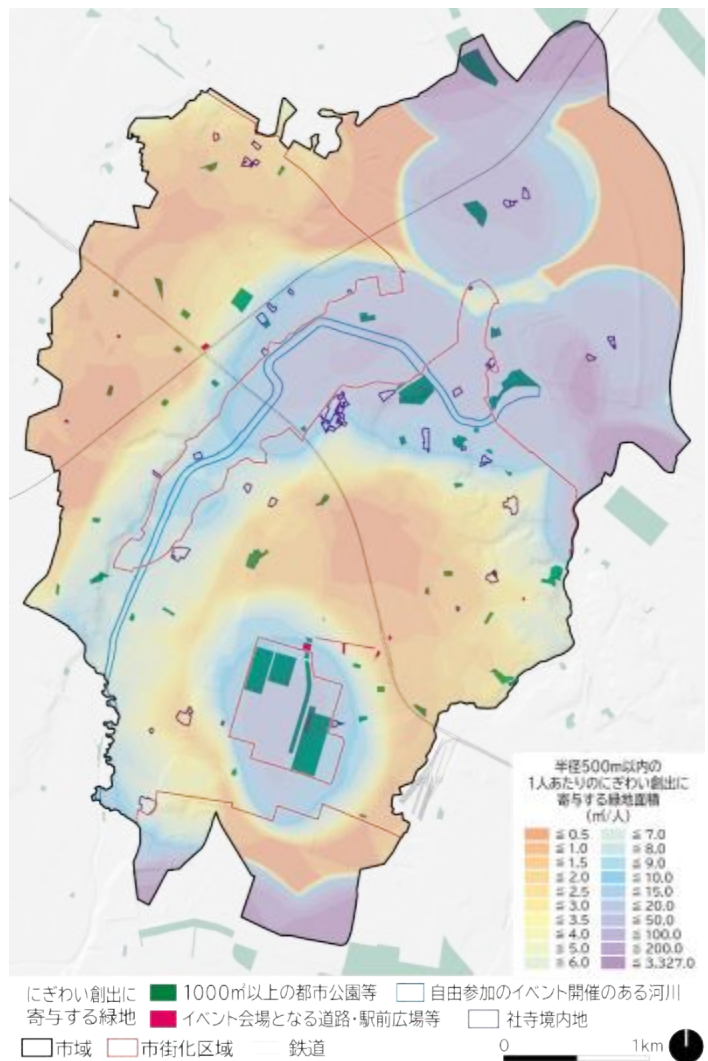 半径500m以内の
1人あたりのにぎわい創出に
寄与する緑地面積
(㎡/人)
≦ 0.5
≦ 1.0
≦ 1.5
≦ 2.0
≦ 2.5
≦ 3.0
≦ 3.5
≦ 4.0
≦ 5.0
≦ 6.0
≦ 7.0
≦ 8.0
≦ 9.0
≦ 10.0
≦ 15.0
≦ 20.0
≦ 50.0
≦ 100.0
≦ 200.0
≦ 3,327.0
にぎわい創出に
寄与する緑地
1000㎡以上の都市公園等
自由参加のイベント開催のある河川
イベント会場となる道路・駅前広場等
社寺境内地
市域
市街化区域
鉄道
0 1km